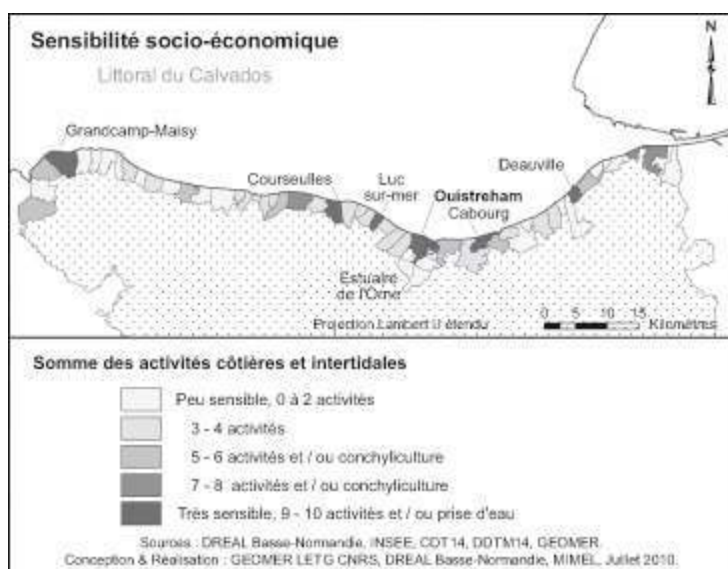 Sensibilité socio-économique
Littoral du Calvados
N
Grandcamp-Maisy
Courseulles
Luc
sur-mer
Deauville
Ouistreham
Cabourg
Estuaire
de l'Orne
Projection Lambert II étendu
0 5 10 15
Kilomètres
Somme des activités côtières et intertidales
Peu sensible, 0 à 2 activités
3 - 4 activités
5 - 6 activités et / ou conchyliculture
7 - 8 activités et / ou conchyliculture
Très sensible, 9 - 10 activités et / ou prise d'eau
Sources : DREAL Basse-Normandie, INSEE, CDT14, DDTM14, GEOMER.
Conception & Réalisation : GEOMER LETG CNRS, DREAL Basse-Normandie, MIMEL, Juillet 2010.